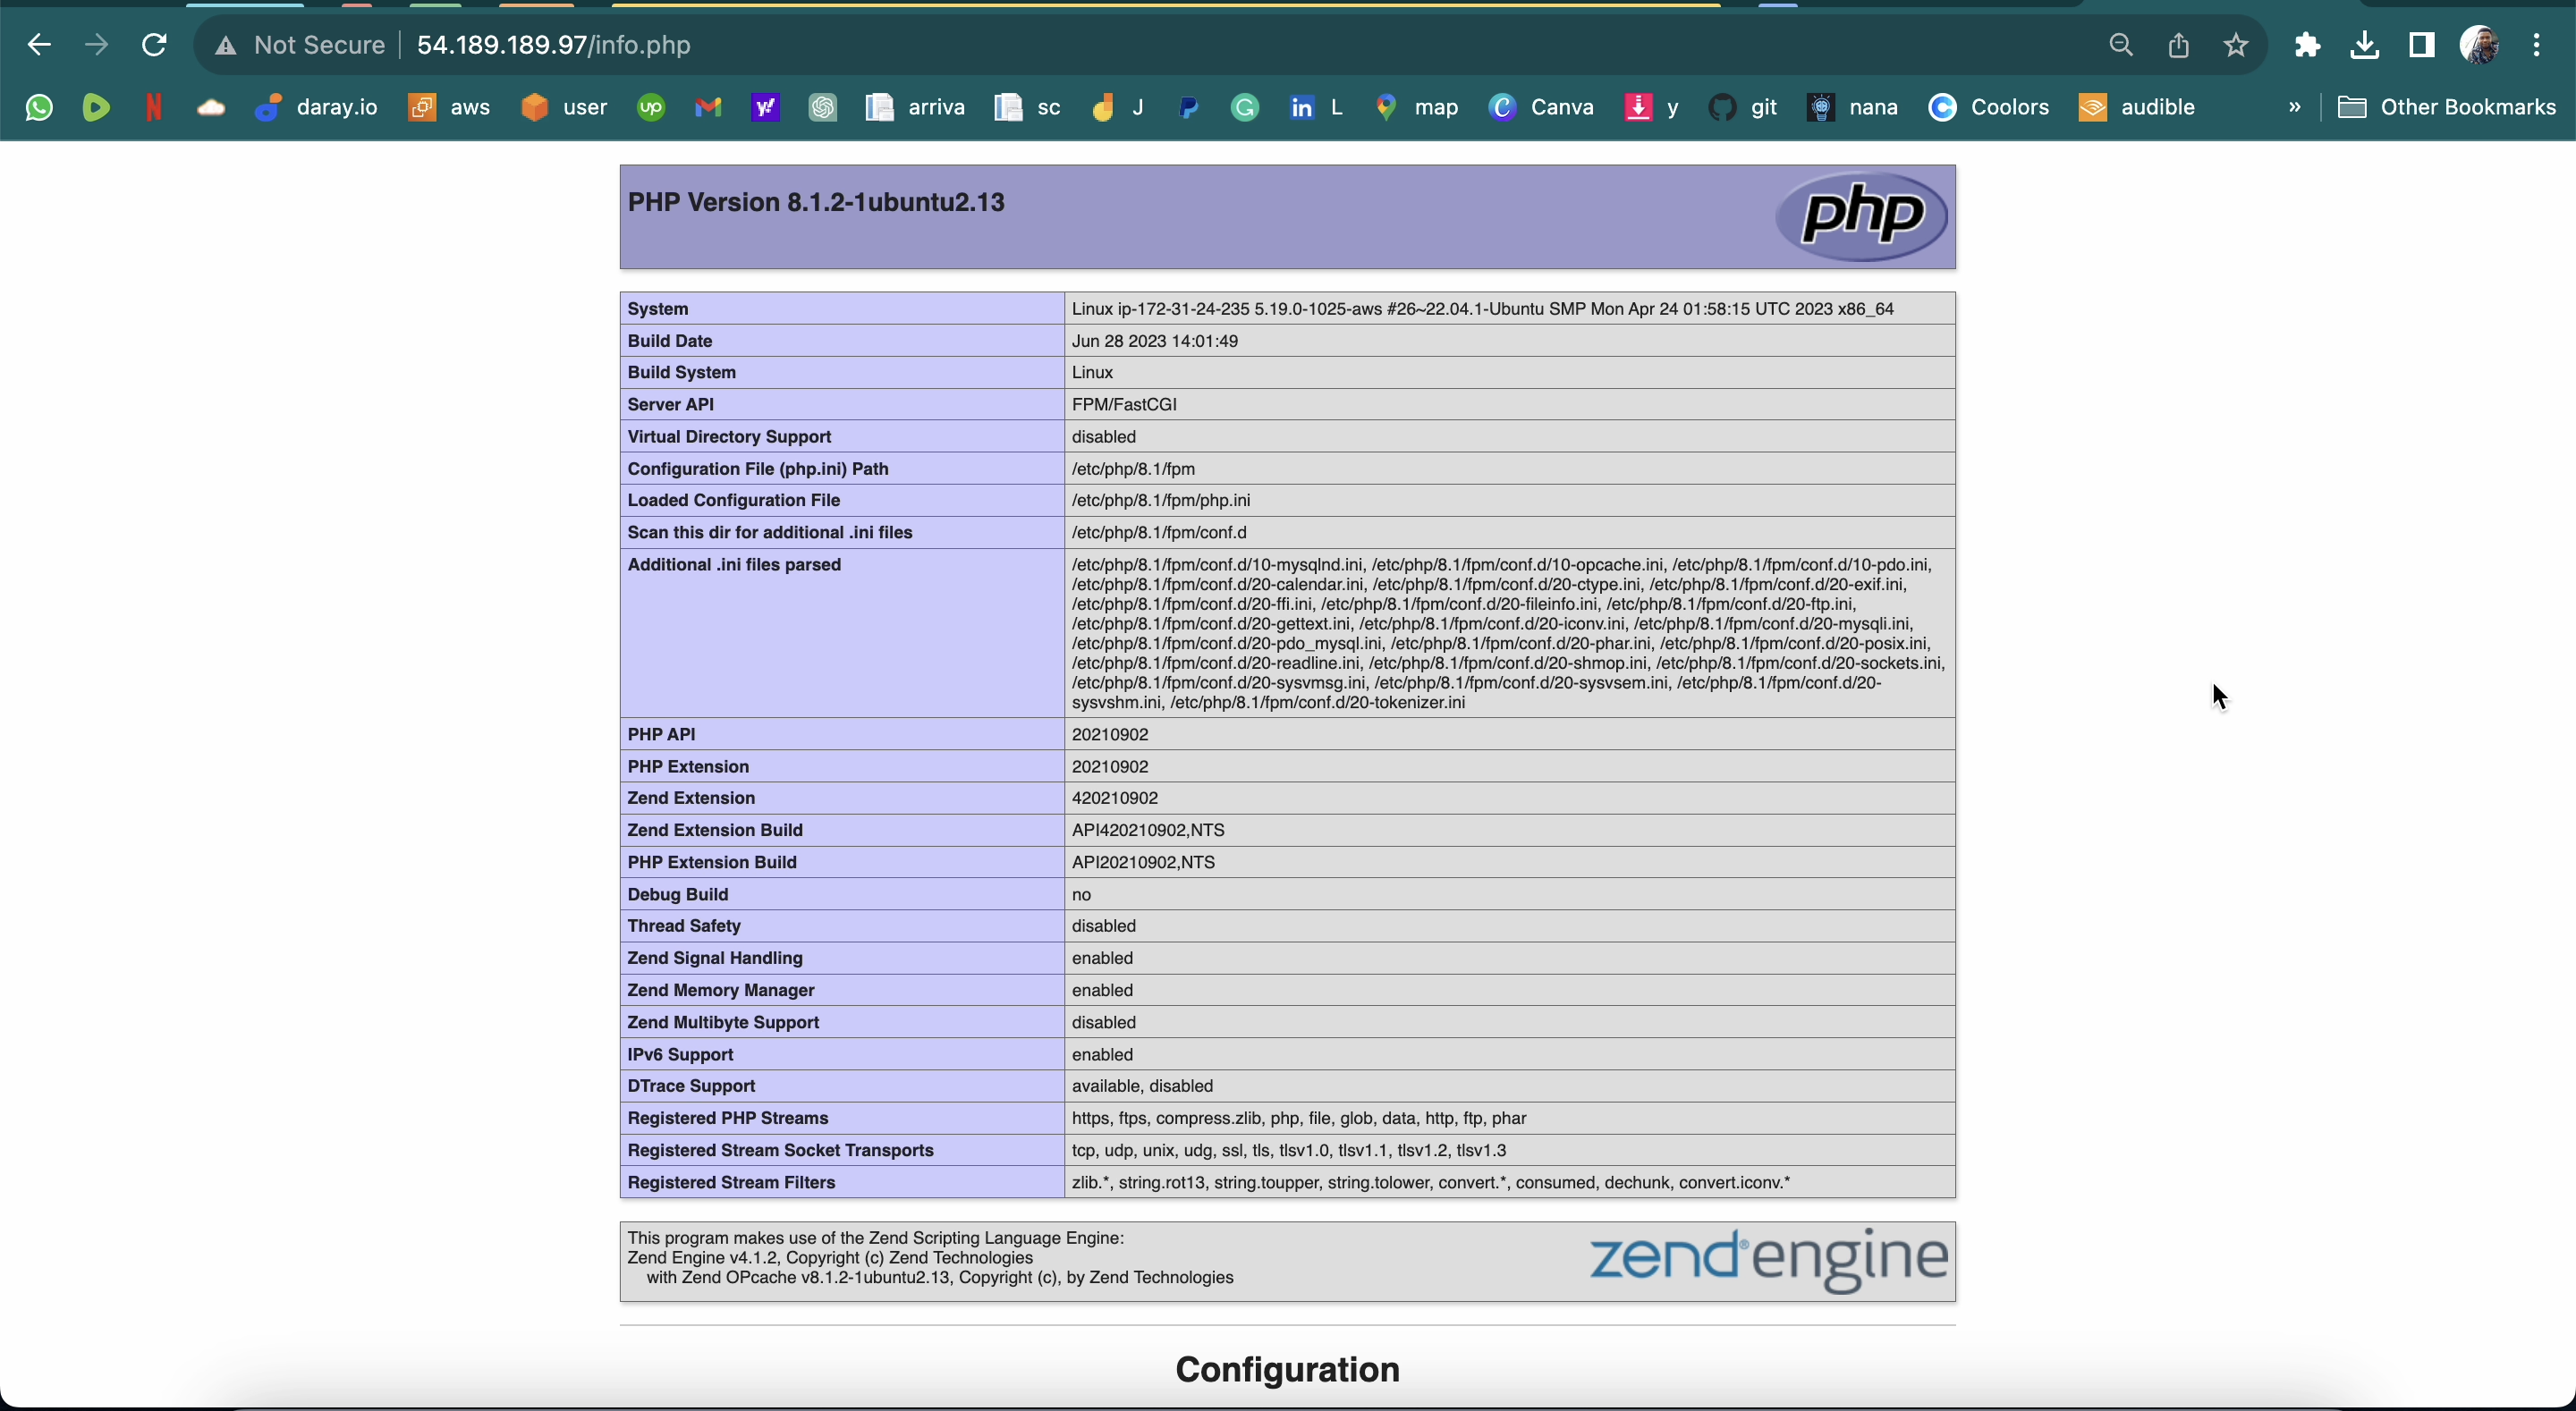 Not Secure 54.189.189.97/info.php
daray.io aws user up arriva sc J L map Canva y git nana Coolors audible » Other Bookmarks
PHP Version 8.1.2-1ubuntu2.13
php
System Linux ip-172-31-24-235 5.19.0-1025-aws #26~22.04.1-Ubuntu SMP Mon Apr 24 01:58:15 UTC 2023 x86_64
Build Date Jun 28 2023 14:01:49
Build System Linux
Server API FPM/FastCGI
Virtual Directory Support disabled
Configuration File (php.ini) Path /etc/php/8.1/fpm
Loaded Configuration File /etc/php/8.1/fpm/php.ini
Scan this dir for additional .ini files /etc/php/8.1/fpm/conf.d
Additional .ini files parsed /etc/php/8.1/fpm/conf.d/10-mysqlnd.ini, /etc/php/8.1/fpm/conf.d/10-opcache.ini, /etc/php/8.1/fpm/conf.d/10-pdo.ini,
/etc/php/8.1/fpm/conf.d/20-calendar.ini, /etc/php/8.1/fpm/conf.d/20-ctype.ini, /etc/php/8.1/fpm/conf.d/20-exif.ini,
/etc/php/8.1/fpm/conf.d/20-ffi.ini, /etc/php/8.1/fpm/conf.d/20-fileinfo.ini, /etc/php/8.1/fpm/conf.d/20-ftp.ini,
/etc/php/8.1/fpm/conf.d/20-gettext.ini, /etc/php/8.1/fpm/conf.d/20-iconv.ini, /etc/php/8.1/fpm/conf.d/20-mysqli.ini,
/etc/php/8.1/fpm/conf.d/20-pdo_mysql.ini, /etc/php/8.1/fpm/conf.d/20-phar.ini, /etc/php/8.1/fpm/conf.d/20-posix.ini,
/etc/php/8.1/fpm/conf.d/20-readline.ini, /etc/php/8.1/fpm/conf.d/20-shmop.ini, /etc/php/8.1/fpm/conf.d/20-sockets.ini,
/etc/php/8.1/fpm/conf.d/20-sysvmsg.ini, /etc/php/8.1/fpm/conf.d/20-sysvsem.ini, /etc/php/8.1/fpm/conf.d/20-
sysvshm.ini, /etc/php/8.1/fpm/conf.d/20-tokenizer.ini
PHP API 20210902
PHP Extension 20210902
Zend Extension 420210902
Zend Extension Build API420210902,NTS
PHP Extension Build API20210902,NTS
Debug Build no
Thread Safety disabled
Zend Signal Handling enabled
Zend Memory Manager enabled
Zend Multibyte Support disabled
IPv6 Support enabled
DTrace Support available, disabled
Registered PHP Streams https, ftps, compress.zlib, php, file, glob, data, http, ftp, phar
Registered Stream Socket Transports tcp, udp, unix, udg, ssl, tls, tlsv1.0, tlsv1.1, tlsv1.2, tlsv1.3
Registered Stream Filters zlib.*, string.rot13, string.toupper, string.tolower, convert.*, consumed, dechunk, convert.iconv.*
This program makes use of the Zend Scripting Language Engine:
Zend Engine v4.1.2, Copyright (c) Zend Technologies
with Zend OPcache v8.1.2-1ubuntu2.13, Copyright (c), by Zend Technologies
zend®engine
Configuration